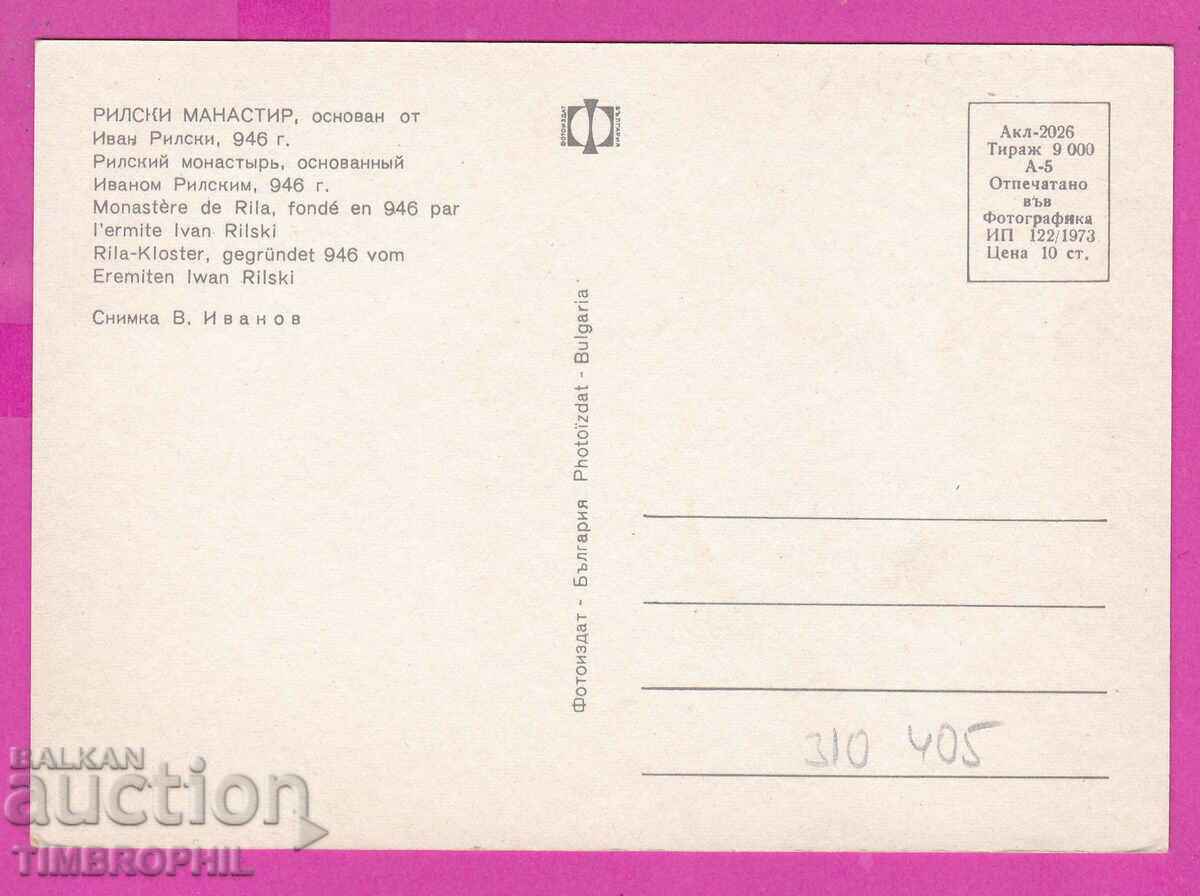 РИЛСКИ МАНАСТИР, основан от
Иван Рилски, 946 г.
Рилский монастырь, основанный
Иваном Рилским, 946 г.
Monastère de Rila, fondé en 946 par
l'ermite Ivan Rilski
Rila-Kloster, gegründet 946 vom
Eremiten Iwan Rilski
Снимка В. Иванов
ФОТОИЗДАТ
БЪЛГАРИЯ
Фотоиздат - България Photoïzdat - Bulgaria
Акл-2026
Тираж 9 000
А-5
Отпечатано
във
Фотографика
ИП 122/1973
Цена 10 ст.
310 405
BALKAN
auction
TIMBROPHIL